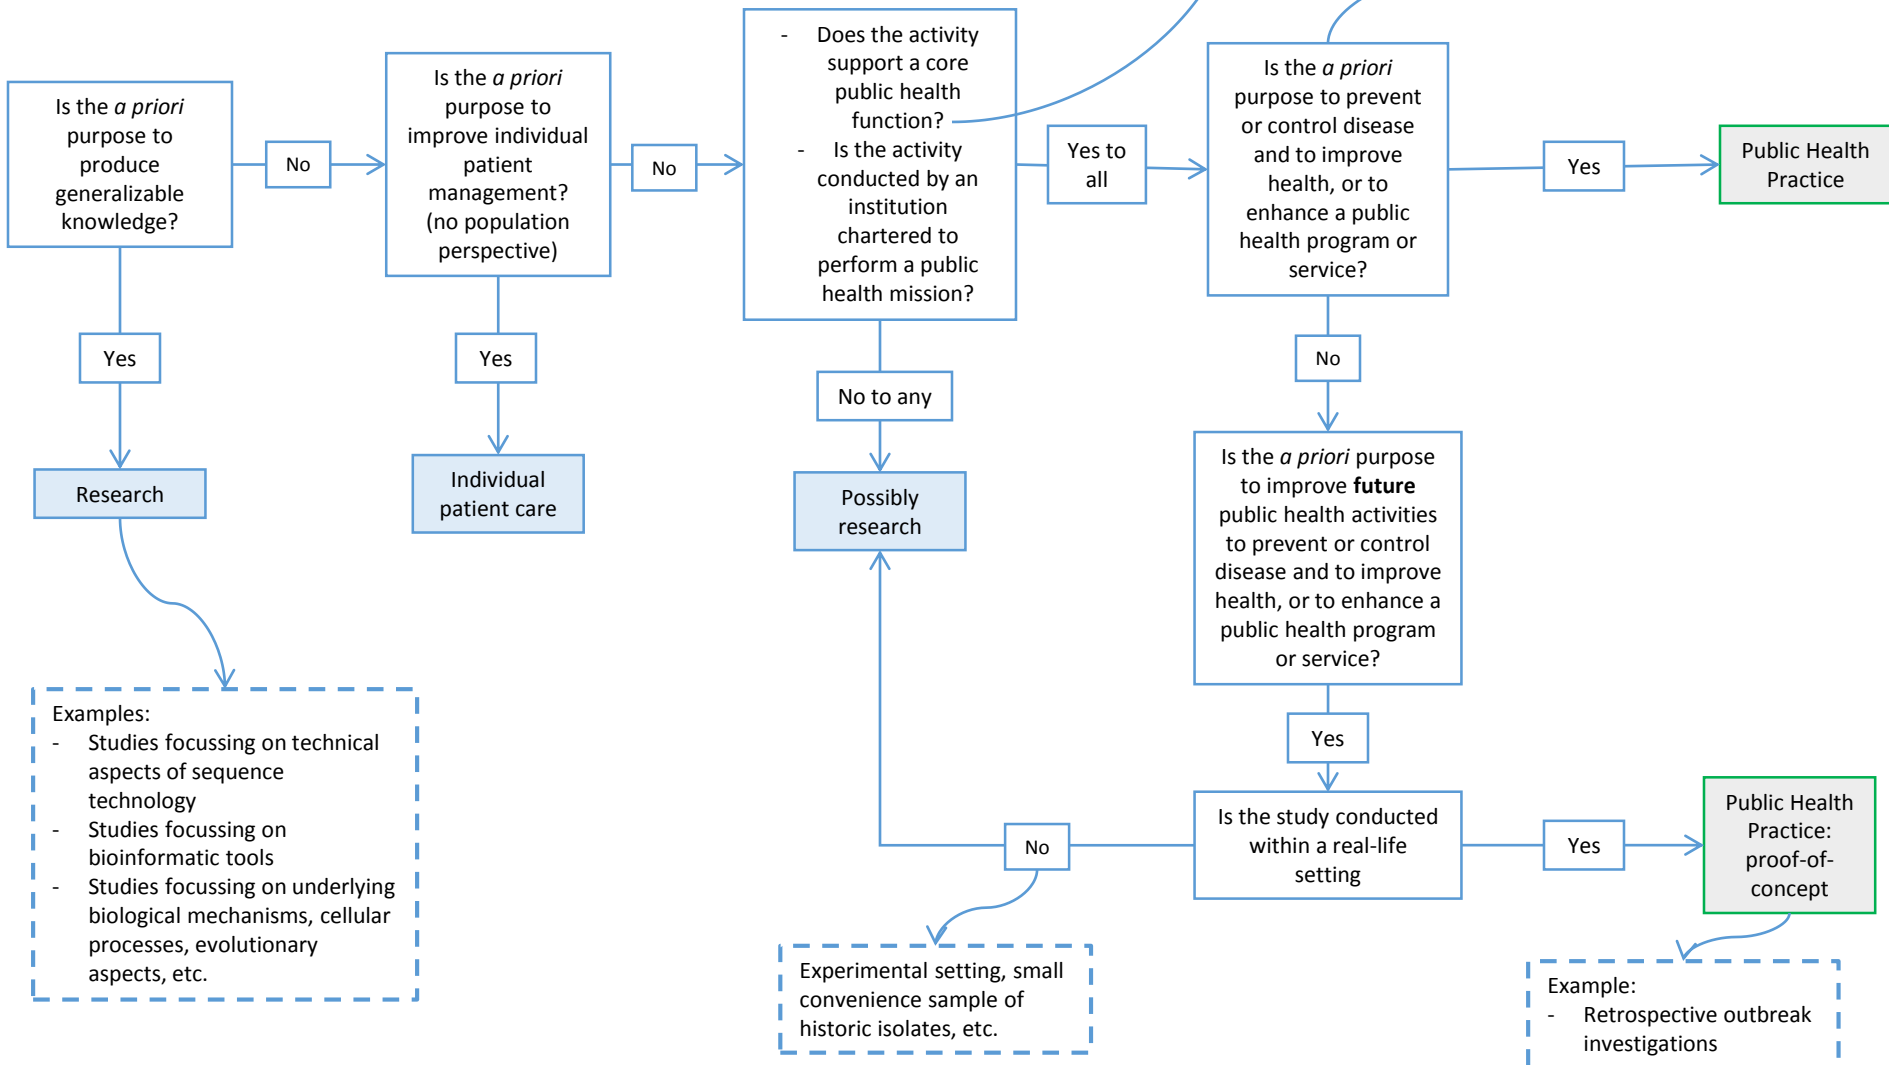 Is the a priori
purpose to
produce
generalizable
knowledge?
No
Yes
Research
Examples:
- Studies focussing on technical
aspects of sequence
technology
- Studies focussing on
bioinformatic tools
- Studies focussing on underlying
biological mechanisms, cellular
processes, evolutionary
aspects, etc.
Is the a priori
purpose to
improve individual
patient
management?
(no population
perspective)
No
Yes
Individual
patient care
- Does the activity
support a core
public health
function?
- Is the activity
conducted by an
institution
chartered to
perform a public
health mission?
Yes to
all
No to any
Possibly
research
Is the a priori
purpose to prevent
or control disease
and to improve
health, or to
enhance a public
health program or
service?
Yes
Public Health
Practice
No
Is the a priori purpose
to improve future
public health activities
to prevent or control
disease and to improve
health, or to enhance a
public health program
or service?
Yes
Is the study conducted
within a real-life
setting
No
Experimental setting, small
convenience sample of
historic isolates, etc.
Yes
Public Health
Practice:
proof-of-
concept
Example:
- Retrospective outbreak
investigations